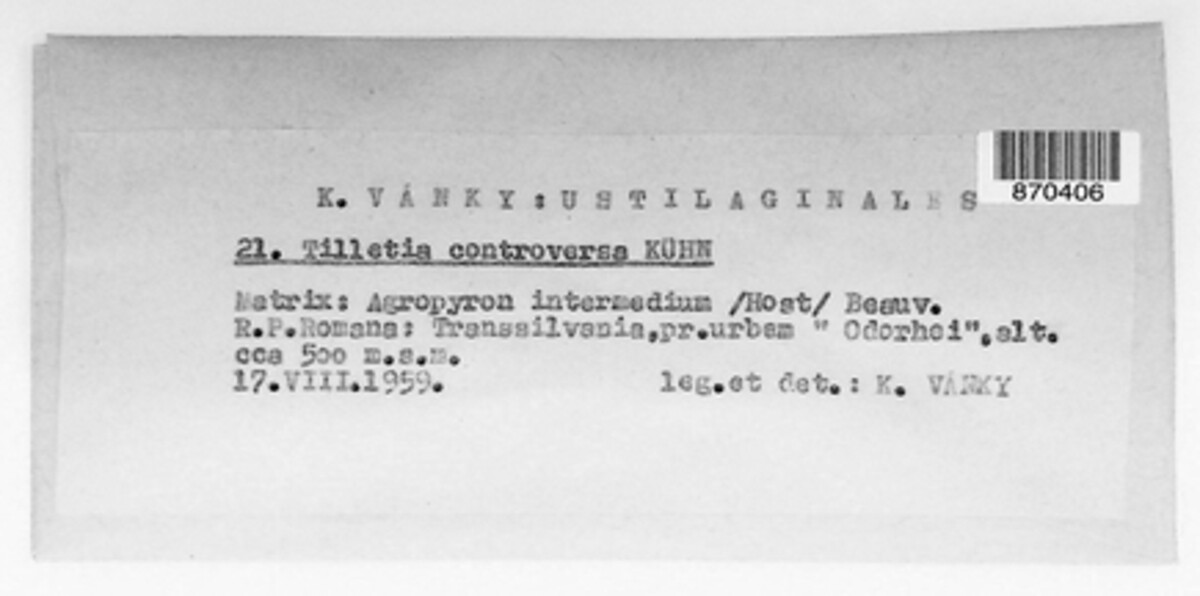 870406
K. VÁNKY: USTILAGINALES
21. Tilletia controversa KÜHN
Matrix: Agropyron intermedium /Host/ Beauv.
R.P.Romana: Transsilvania,pr.urbem " Odorhei",alt.
cca 500 m.s.m.
17.VIII.1959. leg.et det.: K. VÁNKY